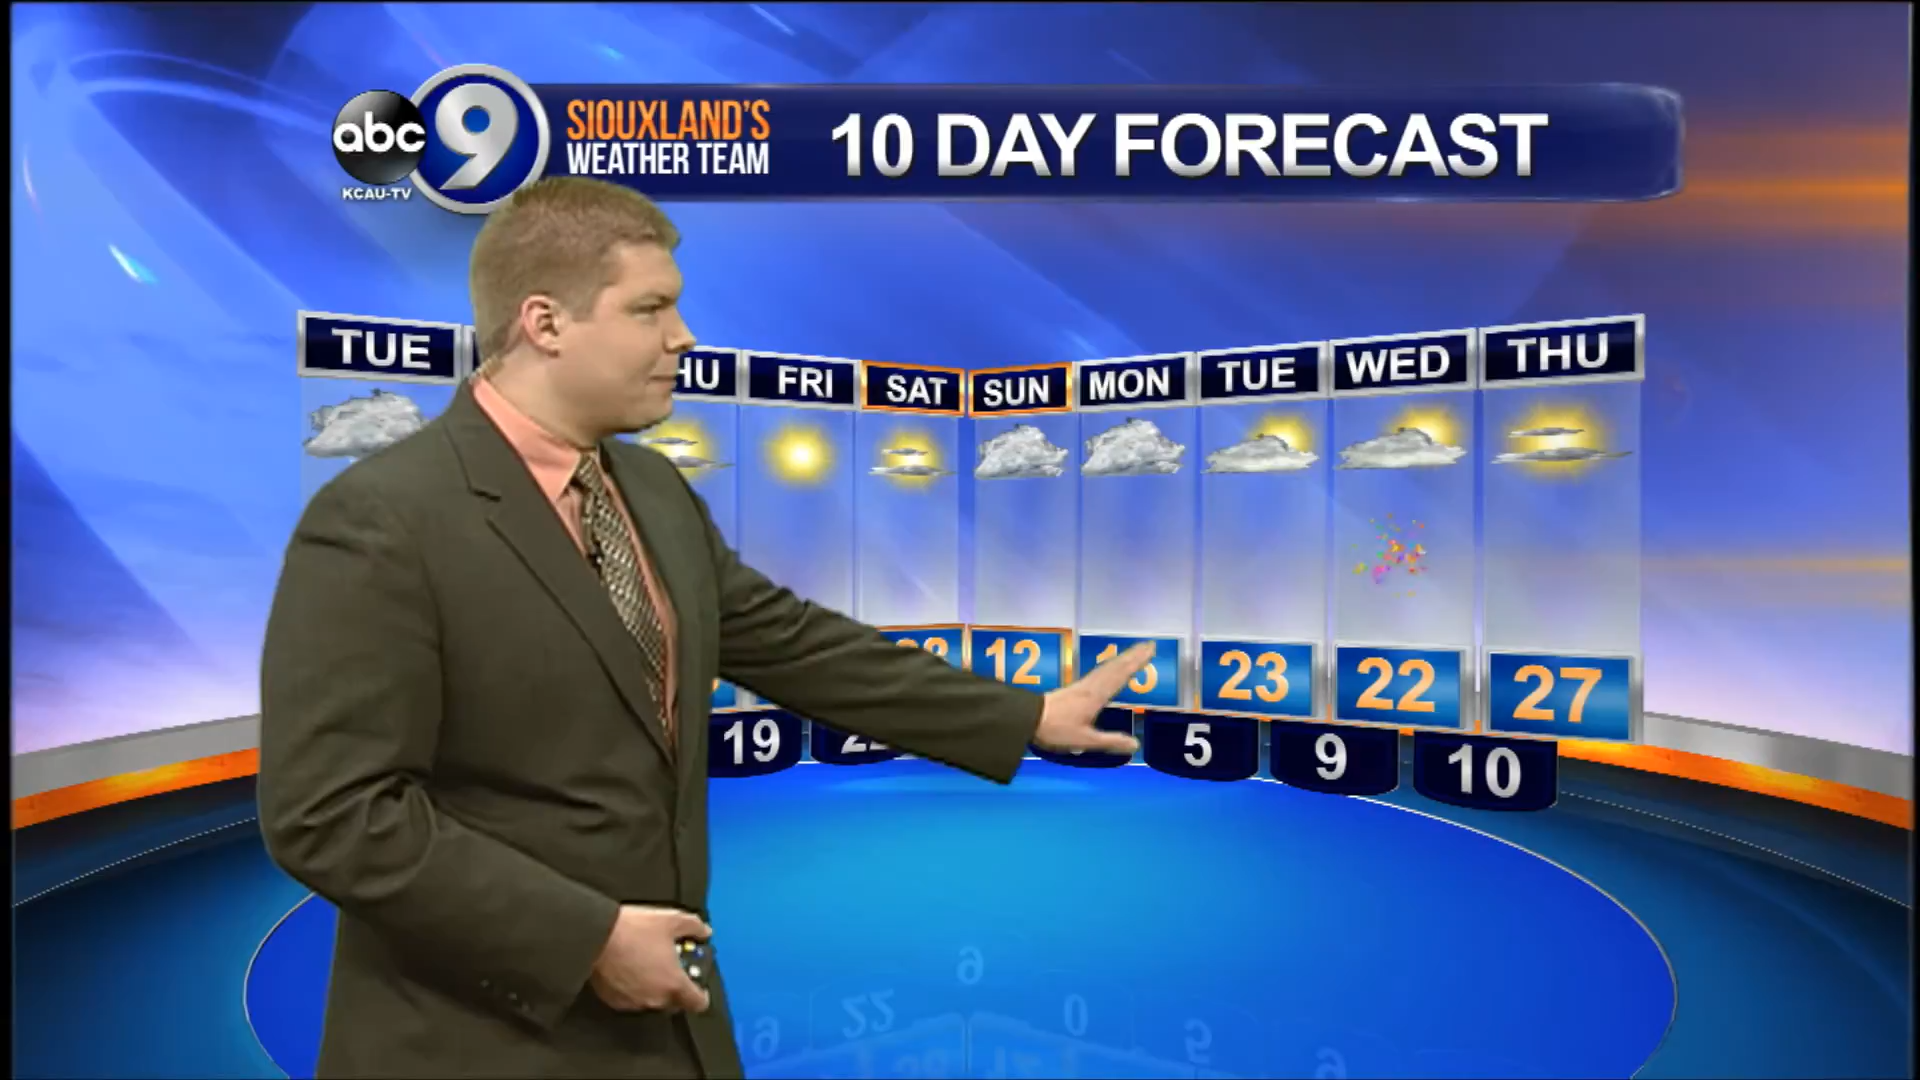 abc 9
KCAU-TV
SIOUXLAND'S
WEATHER TEAM
10 DAY FORECAST
TUE HU FRI SAT SUN MON TUE WED THU
12 23 22 27
19 5 9 10